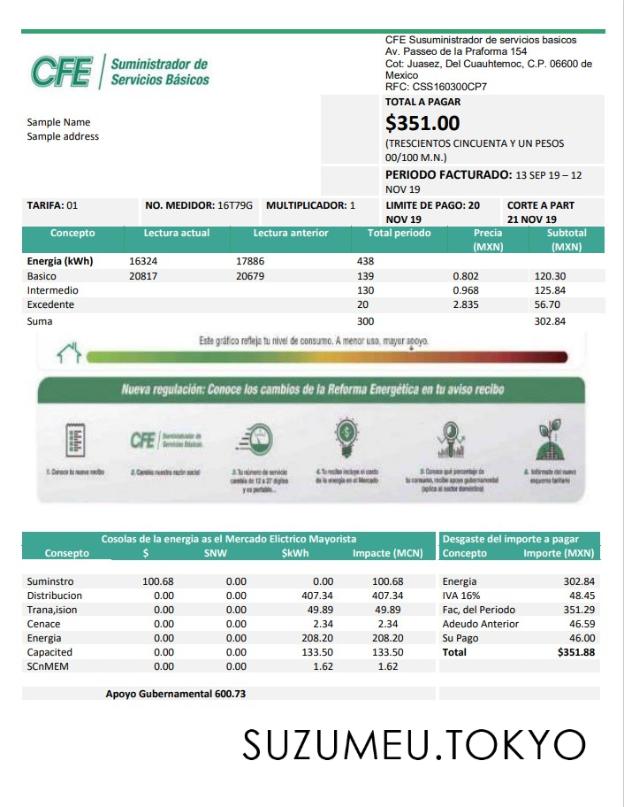 CFE Susuministrador de servicios basicos
Av. Passeo de la Praforma 154
Cot: Juasez, Del Cuauhtemoc, C.P. 06600 de
Mexico
RFC: CSS160300CP7
CFE Suministrador de
Servicios Básicos
TOTAL A PAGAR
$351.00
(TRESCIENTOS CINCUENTA Y UN PESOS
00/100 M.N.)
Sample Name
Sample address
PERIODO FACTURADO: 13 SEP 19 – 12
NOV 19
TARIFA: 01 NO. MEDIDOR: 16T79G MULTIPLICADOR: 1 LIMITE DE PAGO: 20 CORTE A PART
NOV 19 21 NOV 19
Concepto Lectura actual Lectura anterior Total periodo Precia Subtotal
(MXN) (MXN)
Energia (kWh) 16324 17886 438
Basico 20817 20679 139 0.802 120.30
Intermedio 130 0.968 125.84
Excedente 20 2.835 56.70
Suma 300 302.84
Este gráfico refleja tu nivel de consumo. A menor uso, mayor apoyo.
Nueva regulación: Conoce los cambios de la Reforma Energética en tu aviso recibo
CFE Suministrador de
Servicios Básicos
1. Conoce tu nuevo recibo
2. Cambia nuestra razón social
3. Tu número de servicio
cambia de 12 a 27 dígitos
y es portable...
4. Tu recibo incluye el costo
de la energía en el Mercado
5. Conoce qué porcentaje de
tu consumo, recibe apoyo gubernamental
(aplica al sector doméstico)
6. Infórmate del nuevo
esquema tarifario
Cosolas de la energia as el Mercado Elictrico Mayorista Desgaste del importe a pagar
Consepto $ SNW $kWh Impacte (MCN) Concepto Importe (MXN)
Suminstro 100.68 0.00 0.00 100.68 Energia 302.84
Distribucion 0.00 0.00 407.34 407.34 IVA 16% 48.45
Trana,ision 0.00 0.00 49.89 49.89 Fac, del Periodo 351.29
Cenace 0.00 0.00 2.34 2.34 Adeudo Anterior 46.59
Energia 0.00 0.00 208.20 208.20 Su Pago 46.00
Capacited 0.00 0.00 133.50 133.50 Total $351.88
SCnMEM 0.00 0.00 1.62 1.62
Apoyo Gubernamental 600.73
SUZUMEU.TOKYO